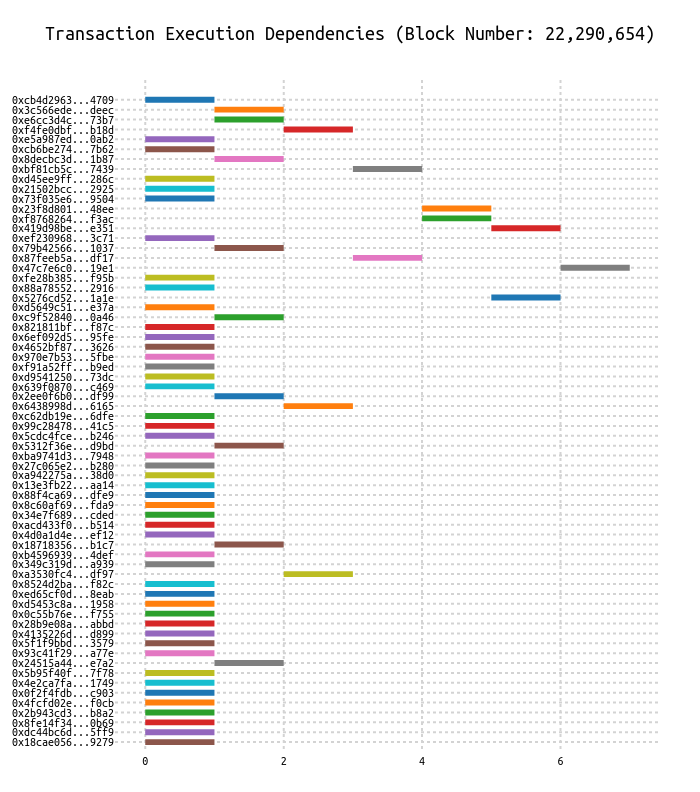 Transaction Execution Dependencies (Block Number: 22,290,654)
0xcb4d2963...4709
0x3c566ede...deec
0xe6cc3d4c...73b7
0xf4fe0dbf...b18d
0xe5a987ed...0ab2
0xcb6be274...7b62
0x8decbc3d...1b87
0xbf81cb5c...7439
0xd45ee9ff...286c
0x21502bcc...2925
0x73f035e6...9504
0x23f8d801...48ee
0xf8768264...f3ac
0x419d98be...e351
0xef230968...3c71
0x79b42566...1037
0x87feeb5a...df17
0x47c7e6c0...19e1
0xfe28b385...f95b
0x88a78552...2916
0x5276cd52...1a1e
0xd5649c51...e37a
0xc9f52840...0a46
0x821811bf...f87c
0x6ef092d5...95fe
0x4652bf87...3626
0x970e7b53...5fbe
0xf91a52ff...b9ed
0xd9541250...73dc
0x639f0870...c469
0x2ee0f6b0...df99
0x6438998d...6165
0xc62db19e...6dfe
0x99c28478...41c5
0x5cdc4fce...b246
0x5312f36e...d9bd
0xba9741d3...7948
0x27c065e2...b280
0xa942275a...38d0
0x13e3fb22...aa14
0x88f4ca69...dfe9
0x8c60af69...fda9
0x34e7f689...cded
0xacd433f0...b514
0x4d0a1d4e...ef12
0x18718356...b1c7
0xb4596939...4def
0x349c319d...a939
0xa3530fc4...df97
0x8524d2ba...f82c
0xed65cf0d...8eab
0xd5453c8a...1958
0x0c55b76e...f755
0x28b9e08a...abbd
0x4135226d...d899
0x5f1f9bbd...3579
0x93c41f29...a77e
0x24515a44...e7a2
0x5b95f40f...7f78
0x4e2ca7fa...1749
0x0f2f4fdb...c903
0x4fcfd02e...f0cb
0x2b943cd3...b8a2
0x8fe14f34...0b69
0xdc44bc6d...5ff9
0x18cae056...9279
0 2 4 6